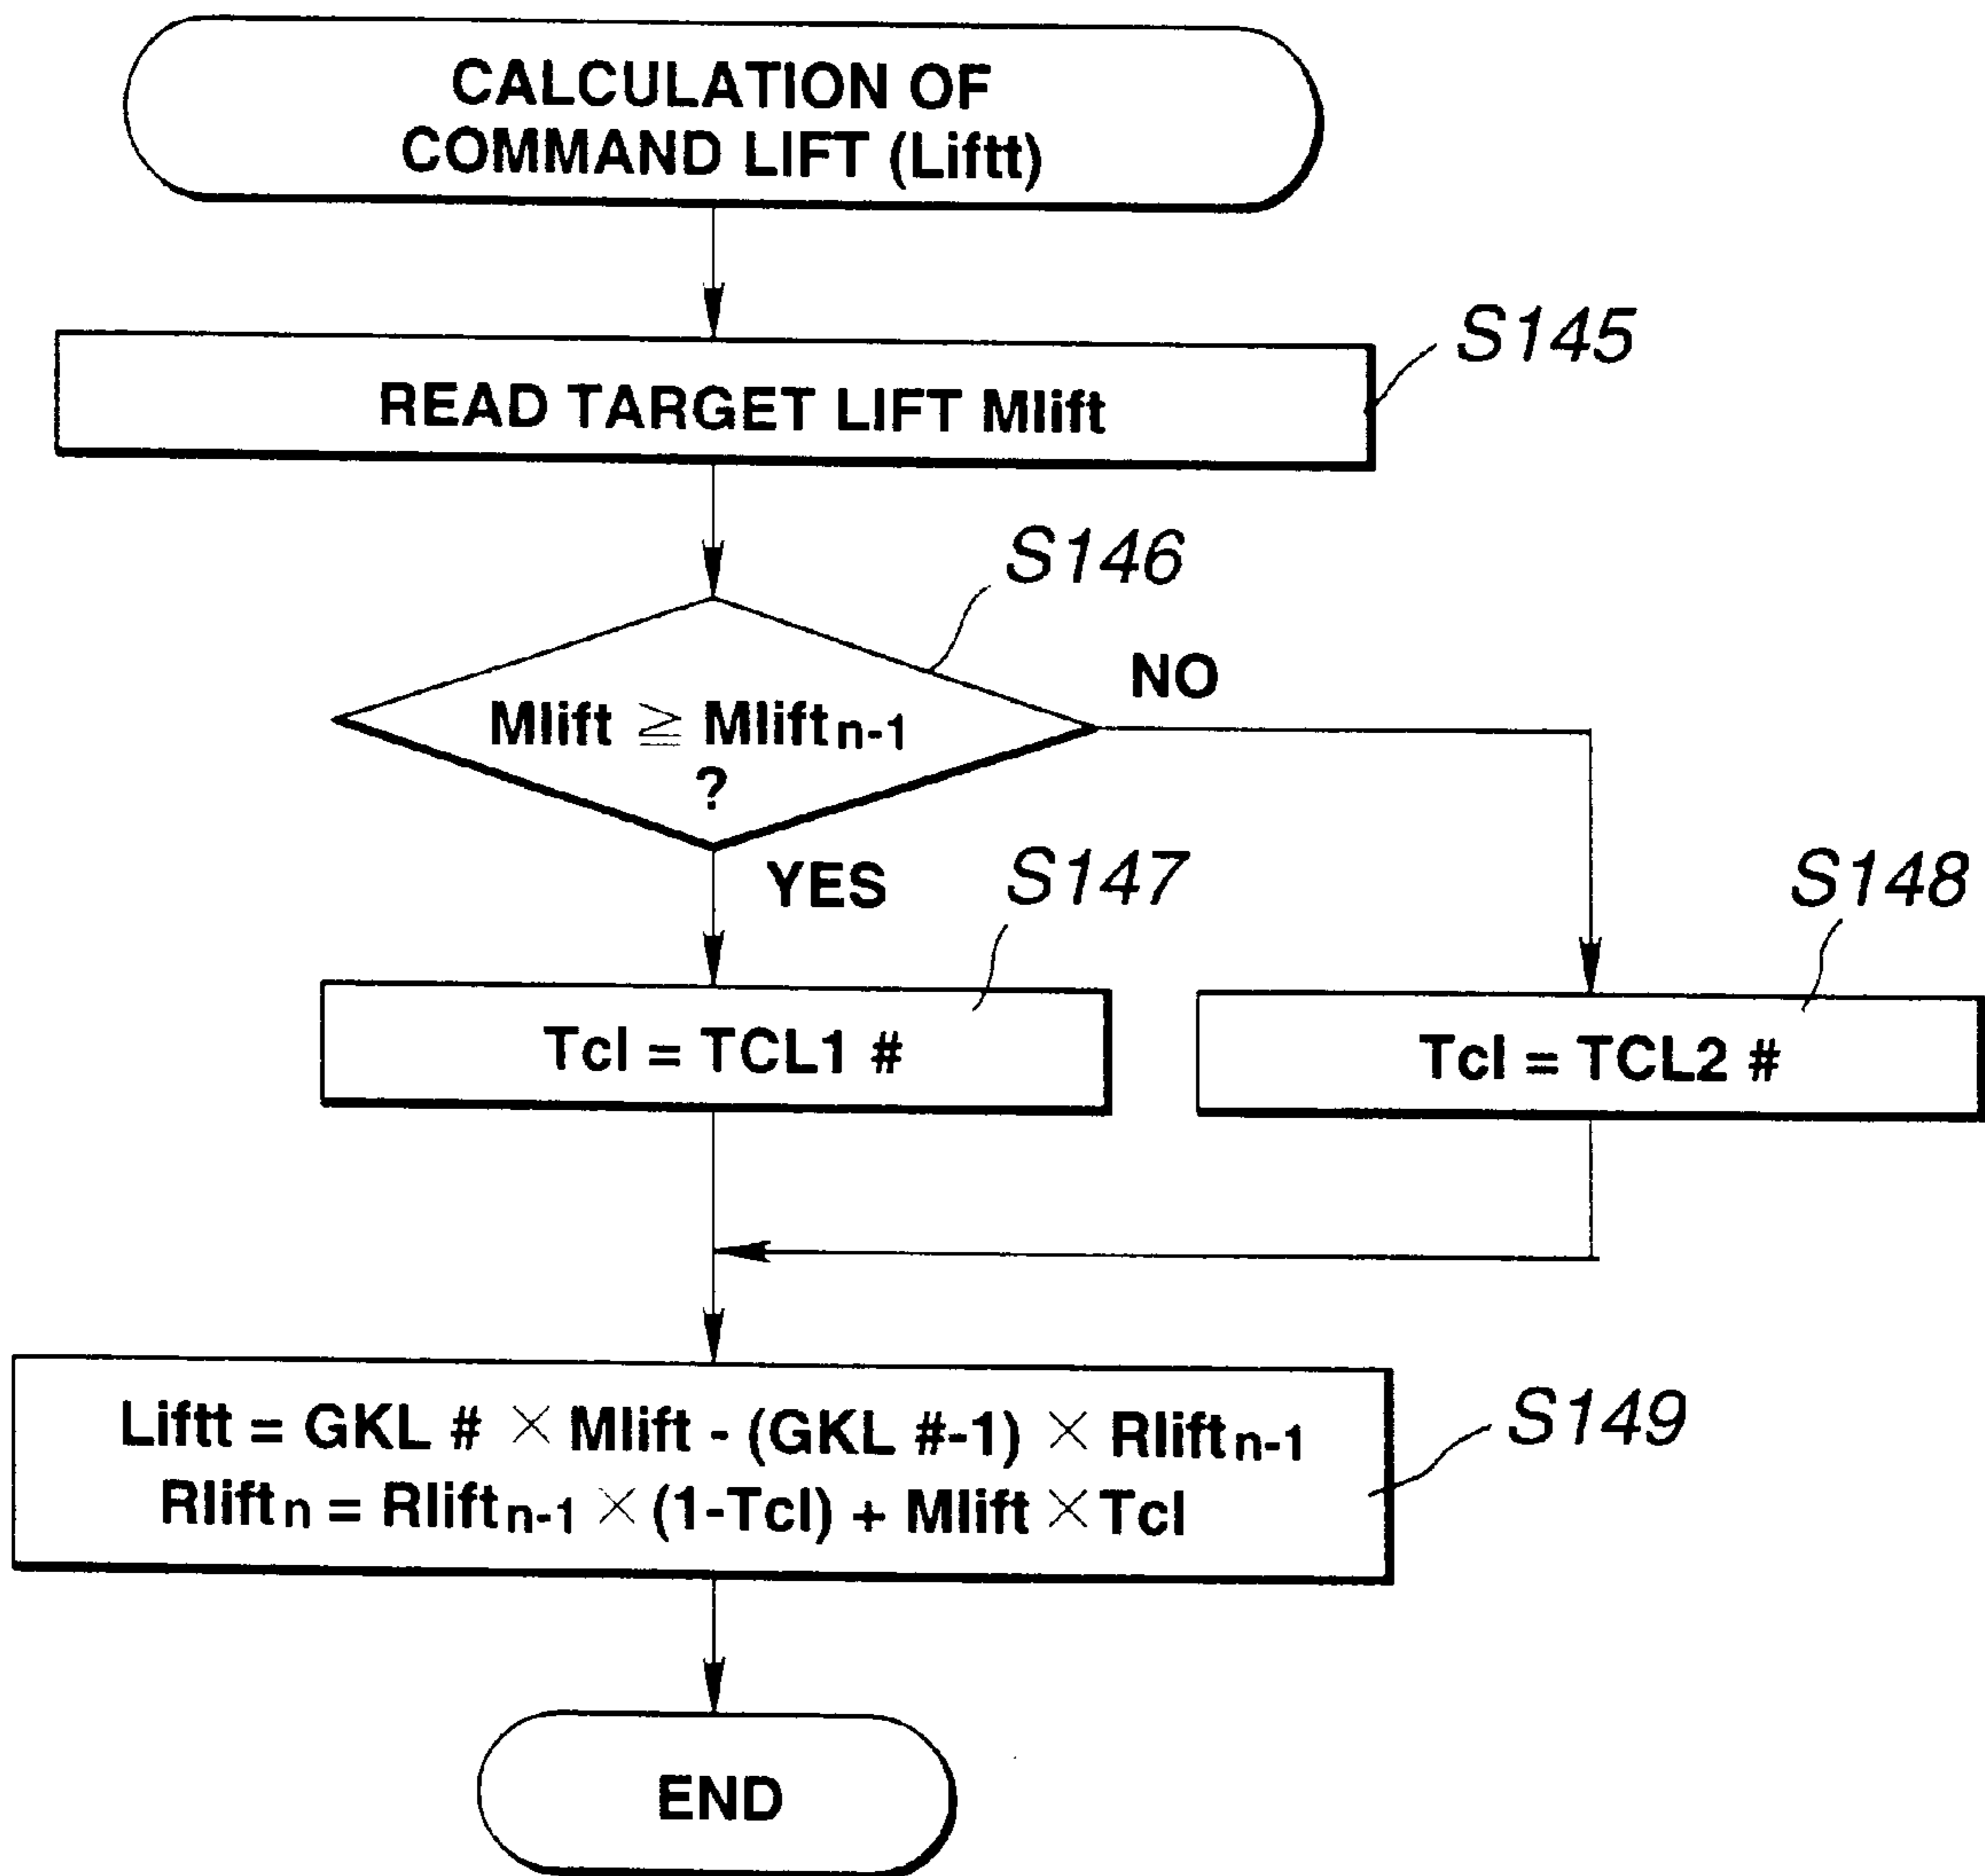 CALCULATION OF
COMMAND LIFT (Liftt)
S145
READ TARGET LIFT Mlift
S146
Mlift ≧ Mliftn-1
?
NO
YES
S147
S148
Tcl = TCL1 #
Tcl = TCL2 #
Liftt = GKL # × Mlift - (GKL #-1) × Rliftn-1
Rliftn = Rliftn-1 × (1-Tcl) + Mlift × Tcl
S149
END